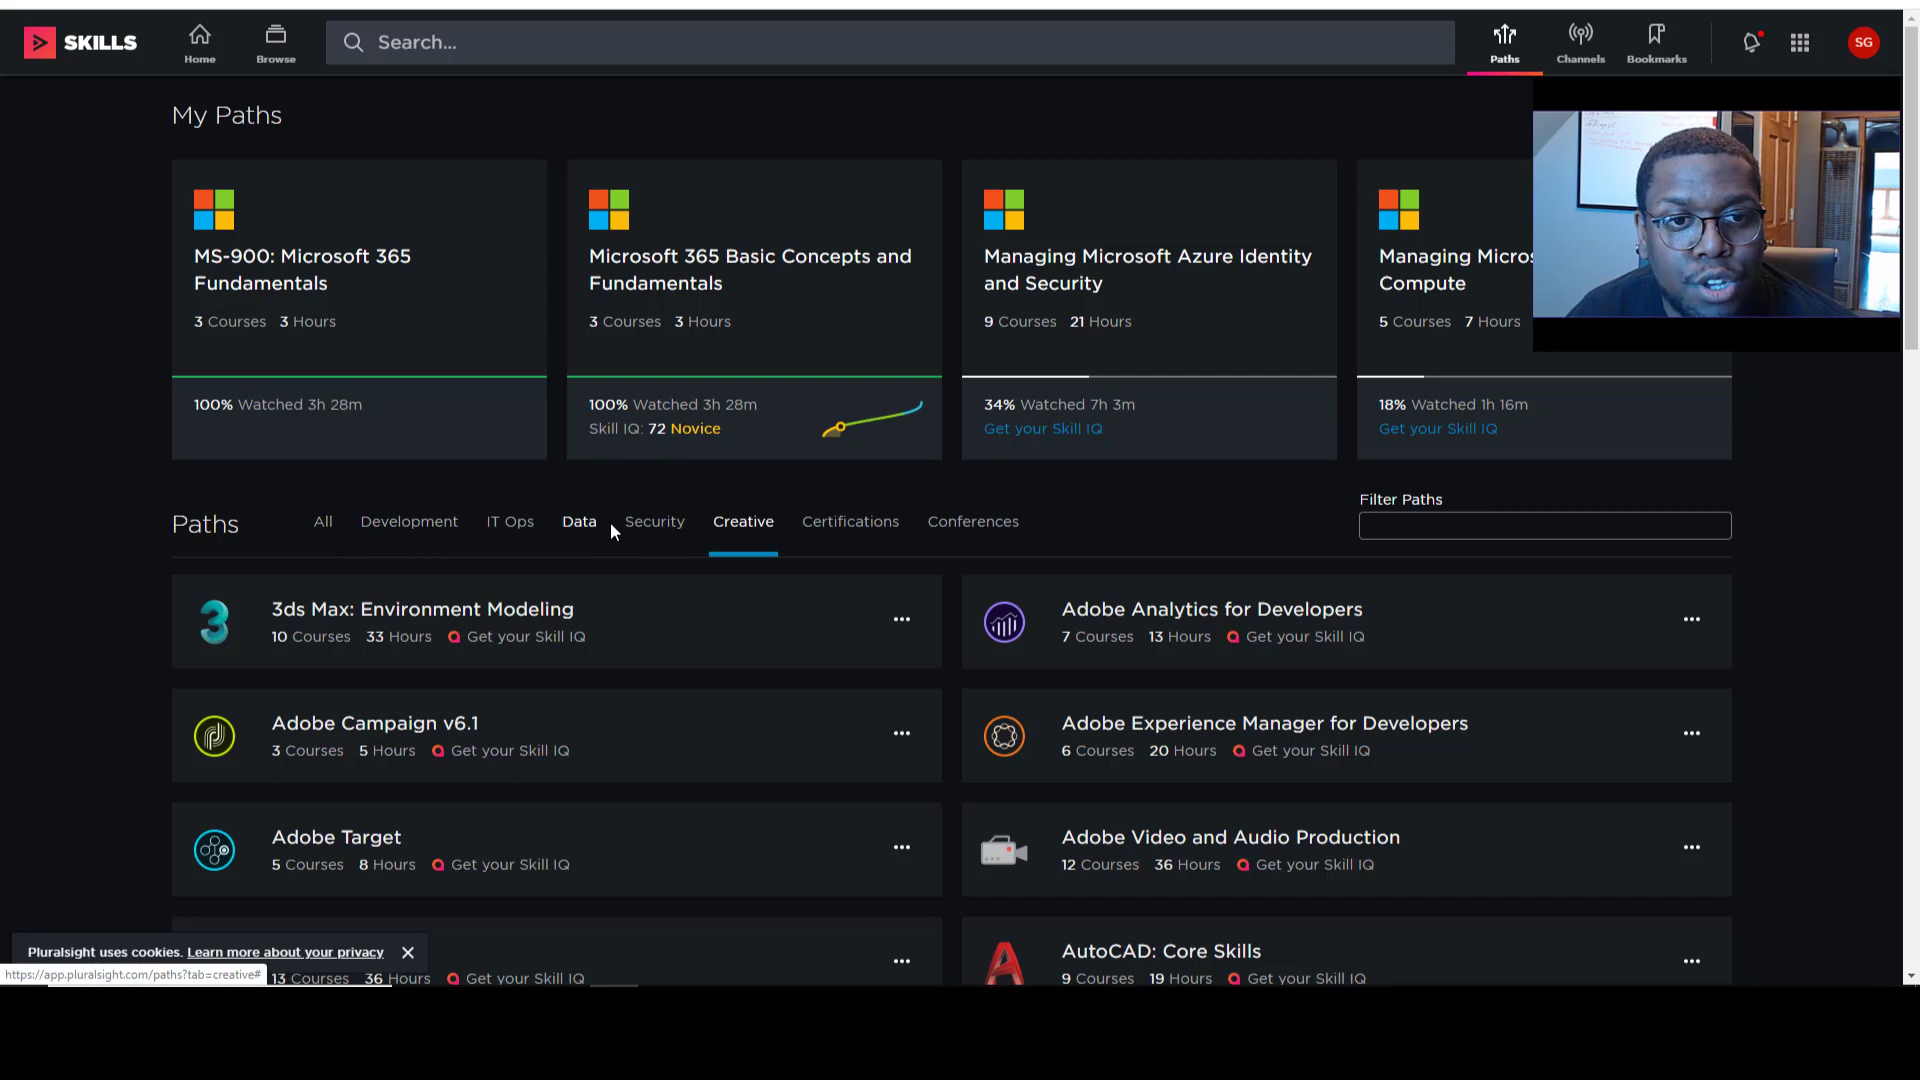 SKILLS
Home
Browse
Search...
Paths
Channels
Bookmarks
SG
My Paths
MS-900: Microsoft 365
Fundamentals
3 Courses 3 Hours
100% Watched 3h 28m
Microsoft 365 Basic Concepts and
Fundamentals
3 Courses 3 Hours
100% Watched 3h 28m
Skill IQ: 72 Novice
Managing Microsoft Azure Identity
and Security
9 Courses 21 Hours
34% Watched 7h 3m
Get your Skill IQ
Managing Micros
Compute
5 Courses 7 Hours
18% Watched 1h 16m
Get your Skill IQ
Paths
All Development IT Ops Data Security Creative Certifications Conferences
Filter Paths
3ds Max: Environment Modeling
10 Courses 33 Hours Get your Skill IQ
Adobe Analytics for Developers
7 Courses 13 Hours Get your Skill IQ
Adobe Campaign v6.1
3 Courses 5 Hours Get your Skill IQ
Adobe Experience Manager for Developers
6 Courses 20 Hours Get your Skill IQ
Adobe Target
5 Courses 8 Hours Get your Skill IQ
Adobe Video and Audio Production
12 Courses 36 Hours Get your Skill IQ
Pluralsight uses cookies. Learn more about your privacy
https://app.pluralsight.com/paths?tab=creative#
13 Courses 36 Hours Get your Skill IQ
AutoCAD: Core Skills
9 Courses 19 Hours Get your Skill IQ